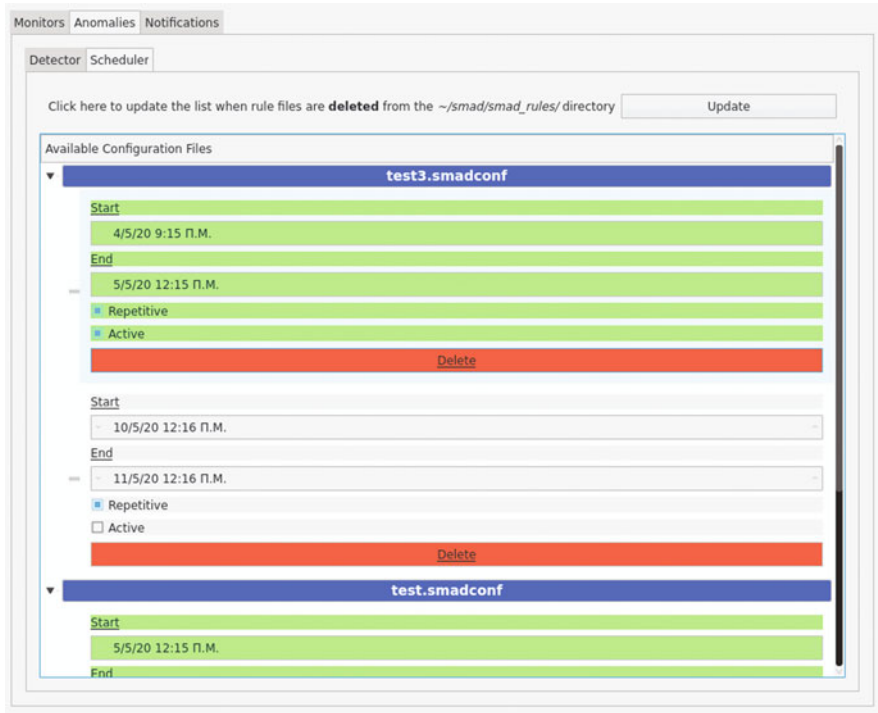 Monitors Anomalies Notifications
Detector Scheduler
Click here to update the list when rule files are deleted from the ~/smad/smad_rules/ directory Update
Available Configuration Files
test3.smadconf
Start
4/5/20 9:15 Π.Μ.
End
5/5/20 12:15 Π.Μ.
Repetitive
Active
Delete
Start
10/5/20 12:16 Π.Μ.
End
11/5/20 12:16 Π.Μ.
Repetitive
Active
Delete
test.smadconf
Start
5/5/20 12:15 Π.Μ.
End